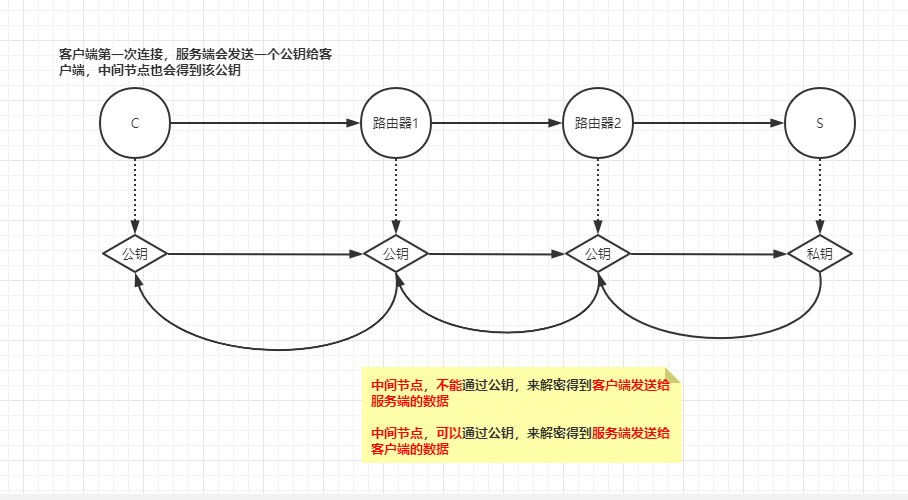 客户端第一次连接，服务端会发送一个公钥给客
户端，中间节点也会得到该公钥
C
路由器1
路由器2
S
公钥
公钥
公钥
私钥
中间节点，不能通过公钥，来解密得到客户端发送给
服务端的数据
中间节点，可以通过公钥，来解密得到服务端发送给
客户端的数据